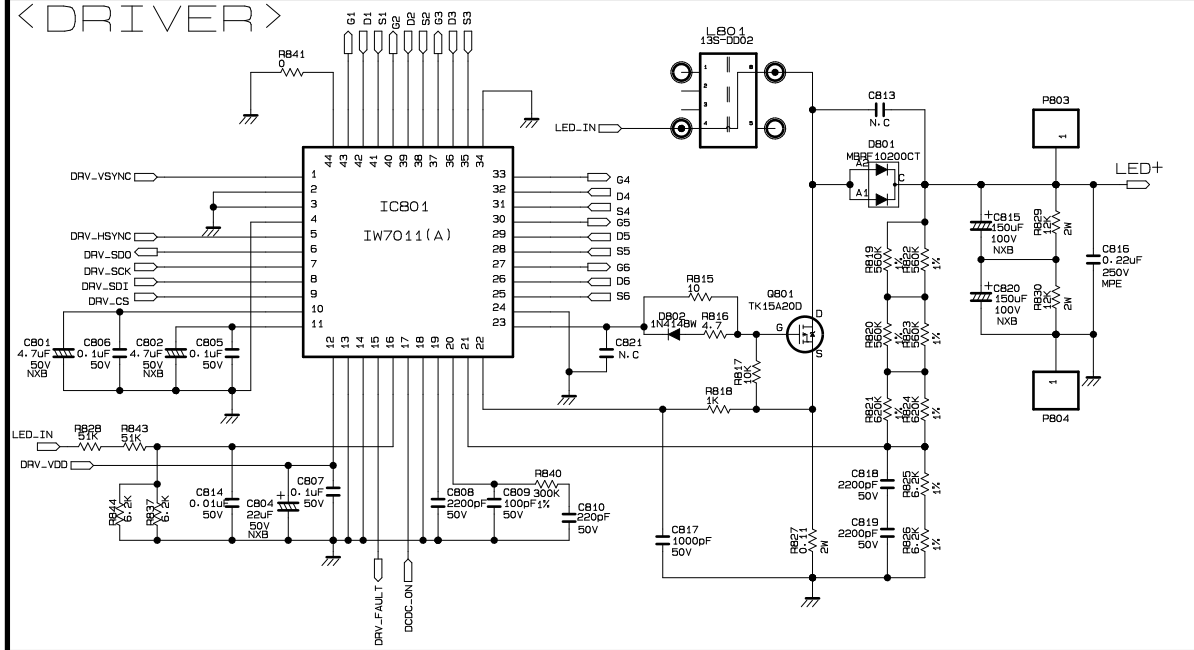 <DRIVER>
G1
D1
S1
G2
D2
S2
G3
D3
S3
R841
0
L801
13S-DD02
1
2
3
4
6
5
LED_IN
C813
N.C
D801
MBRF10200CT
A2
A1
C
P803
1
LED+
44
43
42
41
40
39
38
37
36
35
34
DRV_VSYNC
DRV_HSYNC
DRV_SDO
DRV_SCK
DRV_SDI
DRV_CS
1
2
3
4
5
6
7
8
9
10
11
IC801
IW7011(A)
33
32
31
30
29
28
27
26
25
24
23
G4
D4
S4
G5
D5
S5
G6
D6
S6
12
13
14
15
16
17
18
19
20
21
22
R815
10
D802
1N4148W
R816
4.7
Q801
TK15A20D
G
D
S
C821
N.C
R817
10K
R818
1K
R819
560K
1%
R822
560K
1%
R820
560K
1%
R823
560K
1%
R821
620K
1%
R824
620K
1%
C815
150uF
100V
NXB
R829
12K
2W
C820
150uF
100V
NXB
R830
12K
2W
C816
0.22uF
250V
MPE
P804
1
C801
4.7uF
50V
NXB
C806
0.1uF
50V
C802
4.7uF
50V
NXB
C805
0.1uF
50V
LED_IN
R828
51K
R843
51K
DRV_VDD
R844
6.2K
R837
6.2K
C814
0.01uF
50V
C804
22uF
50V
NXB
C807
0.1uF
50V
C808
2200pF
50V
C809
100pF
50V
R840
300K
1%
C810
220pF
50V
C817
1000pF
50V
R827
0.11
2W
C818
2200pF
50V
C819
2200pF
50V
R825
1%
R826
6.2K
1%
DRV_FAULT
DCDC_ON